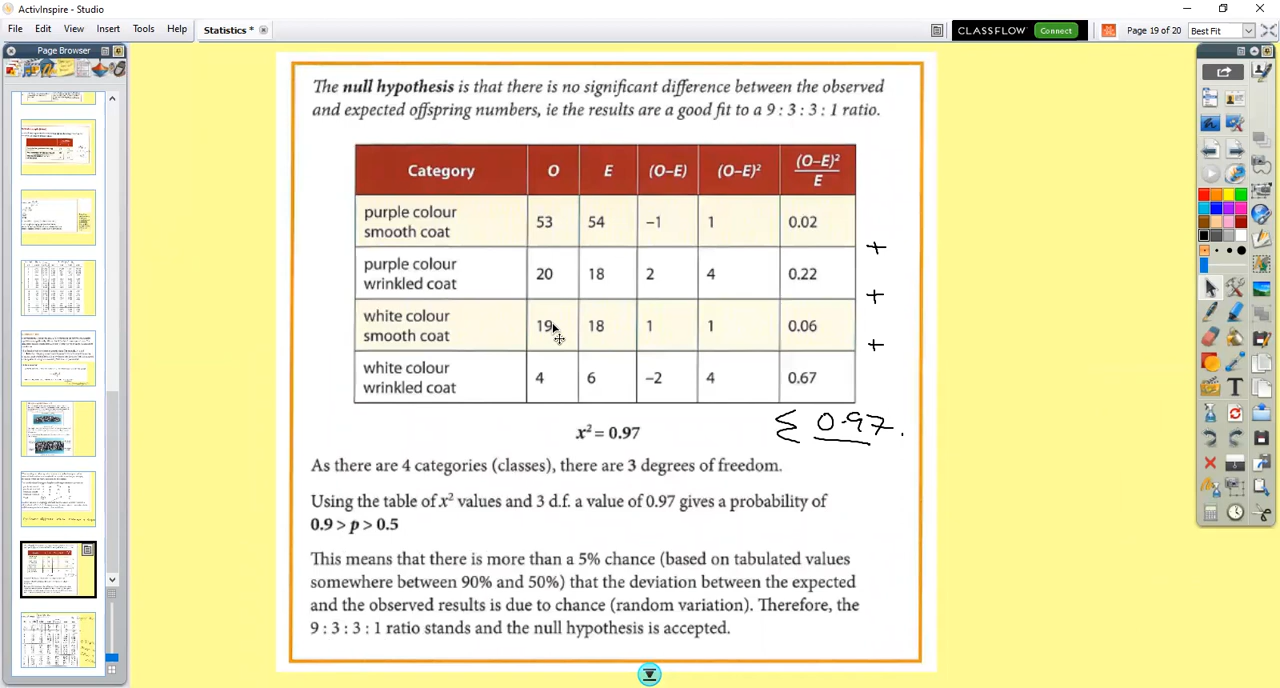 ActivInspire - Studio
File Edit View Insert Tools Help Statistics * CLASSFLOW Connect Page 19 of 20 Best Fit
Page Browser
The null hypothesis is that there is no significant difference between the observed
and expected offspring numbers, ie the results are a good fit to a 9 : 3 : 3 : 1 ratio.
Category O E (O–E) (O–E)² (O–E)²
E
purple colour
smooth coat 53 54 –1 1 0.02
+
purple colour
wrinkled coat 20 18 2 4 0.22
+
white colour
smooth coat 19 18 1 1 0.06
+
white colour
wrinkled coat 4 6 –2 4 0.67
Σ 0.97.
x² = 0.97
As there are 4 categories (classes), there are 3 degrees of freedom.
Using the table of x² values and 3 d.f. a value of 0.97 gives a probability of
0.9 > p > 0.5
This means that there is more than a 5% chance (based on tabulated values
somewhere between 90% and 50%) that the deviation between the expected
and the observed results is due to chance (random variation). Therefore, the
9 : 3 : 3 : 1 ratio stands and the null hypothesis is accepted.